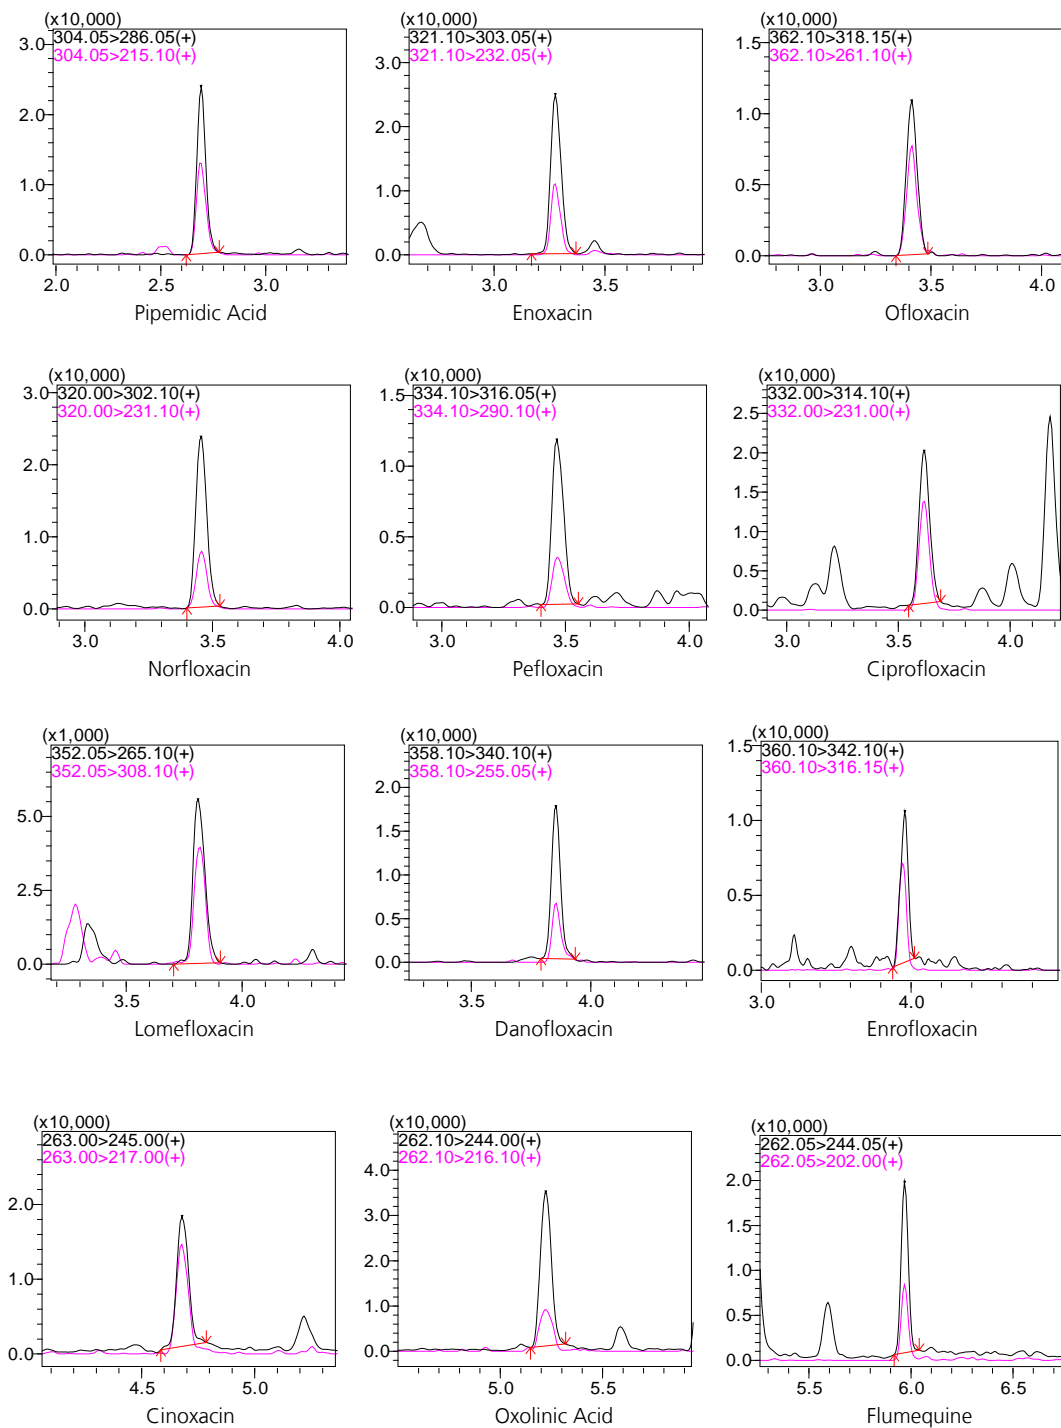 (x10,000)
304.05>286.05(+)
304.05>215.10(+)
3.0
2.0
1.0
0.0
2.0 2.5 3.0
Pipemidic Acid
(x10,000)
321.10>303.05(+)
321.10>232.05(+)
3.0
2.0
1.0
0.0
3.0 3.5
Enoxacin
(x10,000)
362.10>318.15(+)
362.10>261.10(+)
1.5
1.0
0.5
0.0
3.0 3.5 4.0
Ofloxacin
(x10,000)
320.00>302.10(+)
320.00>231.10(+)
3.0
2.0
1.0
0.0
3.0 3.5 4.0
Norfloxacin
(x10,000)
334.10>316.05(+)
334.10>290.10(+)
1.5
1.0
0.5
0.0
3.0 3.5 4.0
Pefloxacin
(x10,000)
332.00>314.10(+)
332.00>231.00(+)
2.5
2.0
1.5
1.0
0.5
0.0
3.0 3.5 4.0
Ciprofloxacin
(x1,000)
352.05>265.10(+)
352.05>308.10(+)
5.0
2.5
0.0
3.5 4.0
Lomefloxacin
(x10,000)
358.10>340.10(+)
358.10>255.05(+)
2.0
1.5
1.0
0.5
0.0
3.5 4.0
Danofloxacin
(x10,000)
360.10>342.10(+)
360.10>316.15(+)
1.5
1.0
0.5
0.0
3.0 4.0
Enrofloxacin
(x10,000)
263.00>245.00(+)
263.00>217.00(+)
2.0
1.0
0.0
4.5 5.0
Cinoxacin
(x10,000)
262.10>244.00(+)
262.10>216.10(+)
4.0
3.0
2.0
1.0
0.0
5.0 5.5
Oxolinic Acid
(x10,000)
262.05>244.05(+)
262.05>202.00(+)
2.0
1.0
0.0
5.5 6.0 6.5
Flumequine